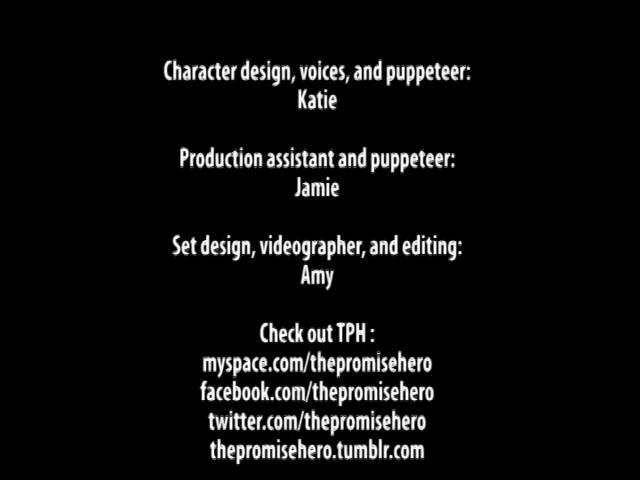 Character design, voices, and puppeteer:
Katie
Production assistant and puppeteer:
Jamie
Set design, videographer, and editing:
Amy
Check out TPH :
myspace.com/thepromisehero
facebook.com/thepromisehero
twitter.com/thepromisehero
thepromisehero.tumblr.com